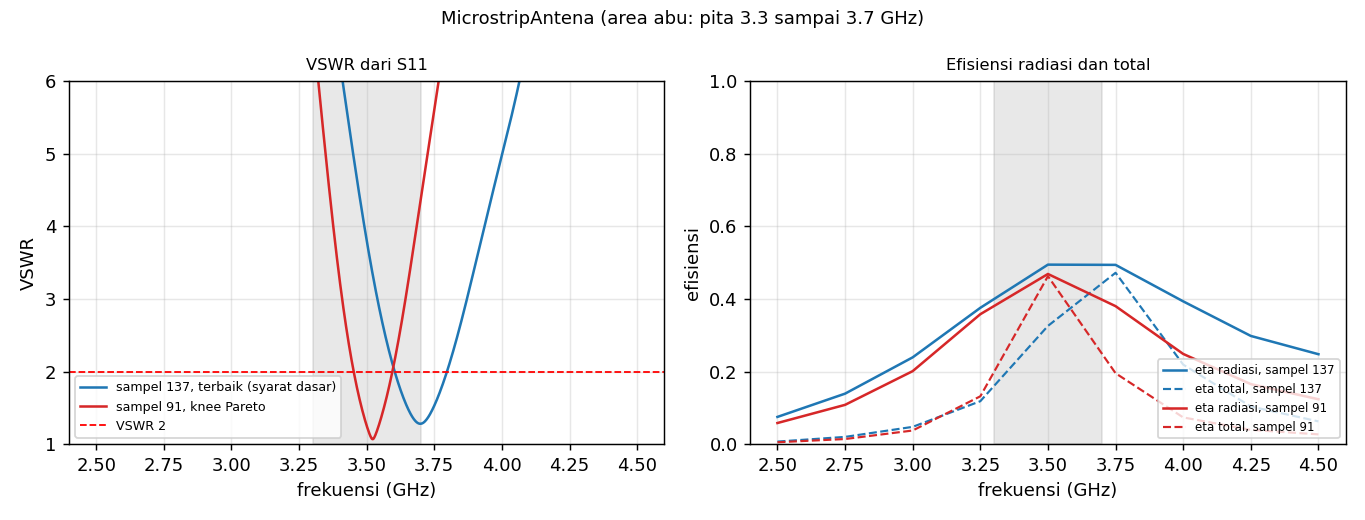 MicrostripAntena (area abu: pita 3.3 sampai 3.7 GHz)
VSWR dari S11
6
5
4
3
2
1
VSWR
2.50 2.75 3.00 3.25 3.50 3.75 4.00 4.25 4.50
frekuensi (GHz)
sampel 137, terbaik (syarat dasar)
sampel 91, knee Pareto
VSWR 2
Efisiensi radiasi dan total
1.0
0.8
0.6
0.4
0.2
0.0
efisiensi
2.50 2.75 3.00 3.25 3.50 3.75 4.00 4.25 4.50
frekuensi (GHz)
eta radiasi, sampel 137
eta total, sampel 137
eta radiasi, sampel 91
eta total, sampel 91